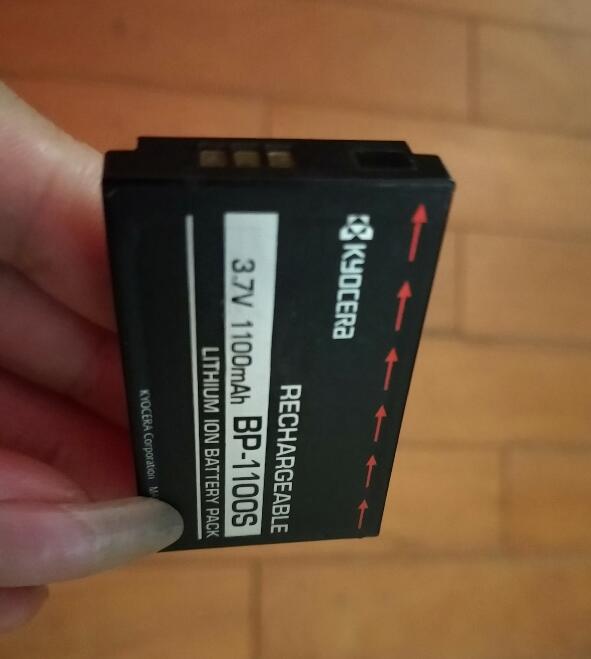 KYOCERA
RECHARGEABLE
3.7V 1100mAh BP-1100S
LITHIUM ION BATTERY PACK
KYOCERA Corporation